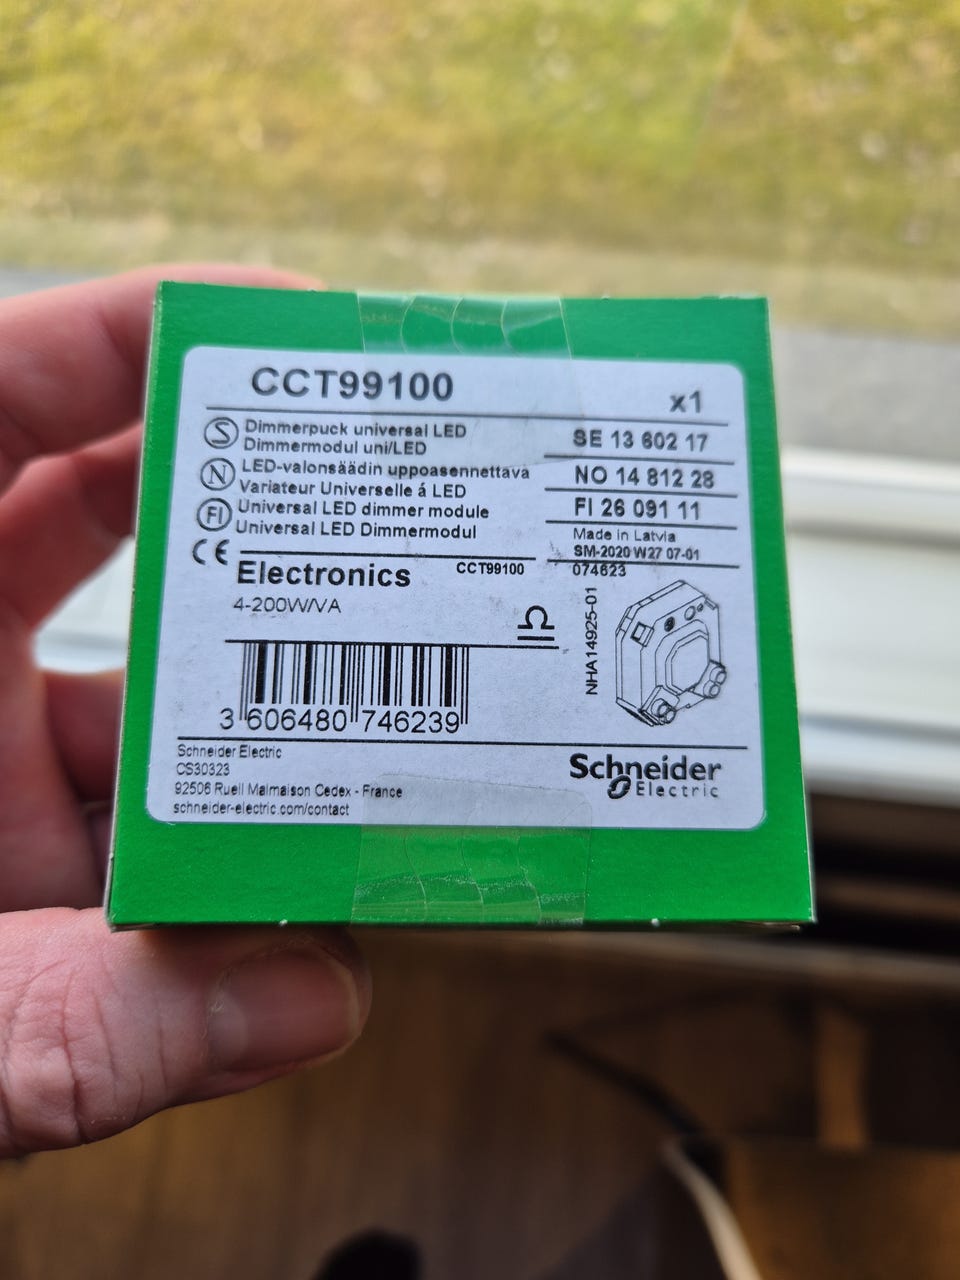 CCT99100
x1
S
Dimmerpuck universal LED
Dimmermodul uni/LED
SE 13 602 17
N
LED-valonsäädin uppoasennettava
Variateur Universelle á LED
NO 14 812 28
FI
Universal LED dimmer module
Universal LED Dimmermodul
FI 26 091 11
Made in Latvia
SM-2020 W27 07-01
074623
CE
Electronics
CCT99100
4-200W/VA
NHA14925-01
3 606480 746239
Schneider Electric
CS30323
92506 Rueil Malmaison Cedex - France
schneider-electric.com/contact
Schneider
Electric